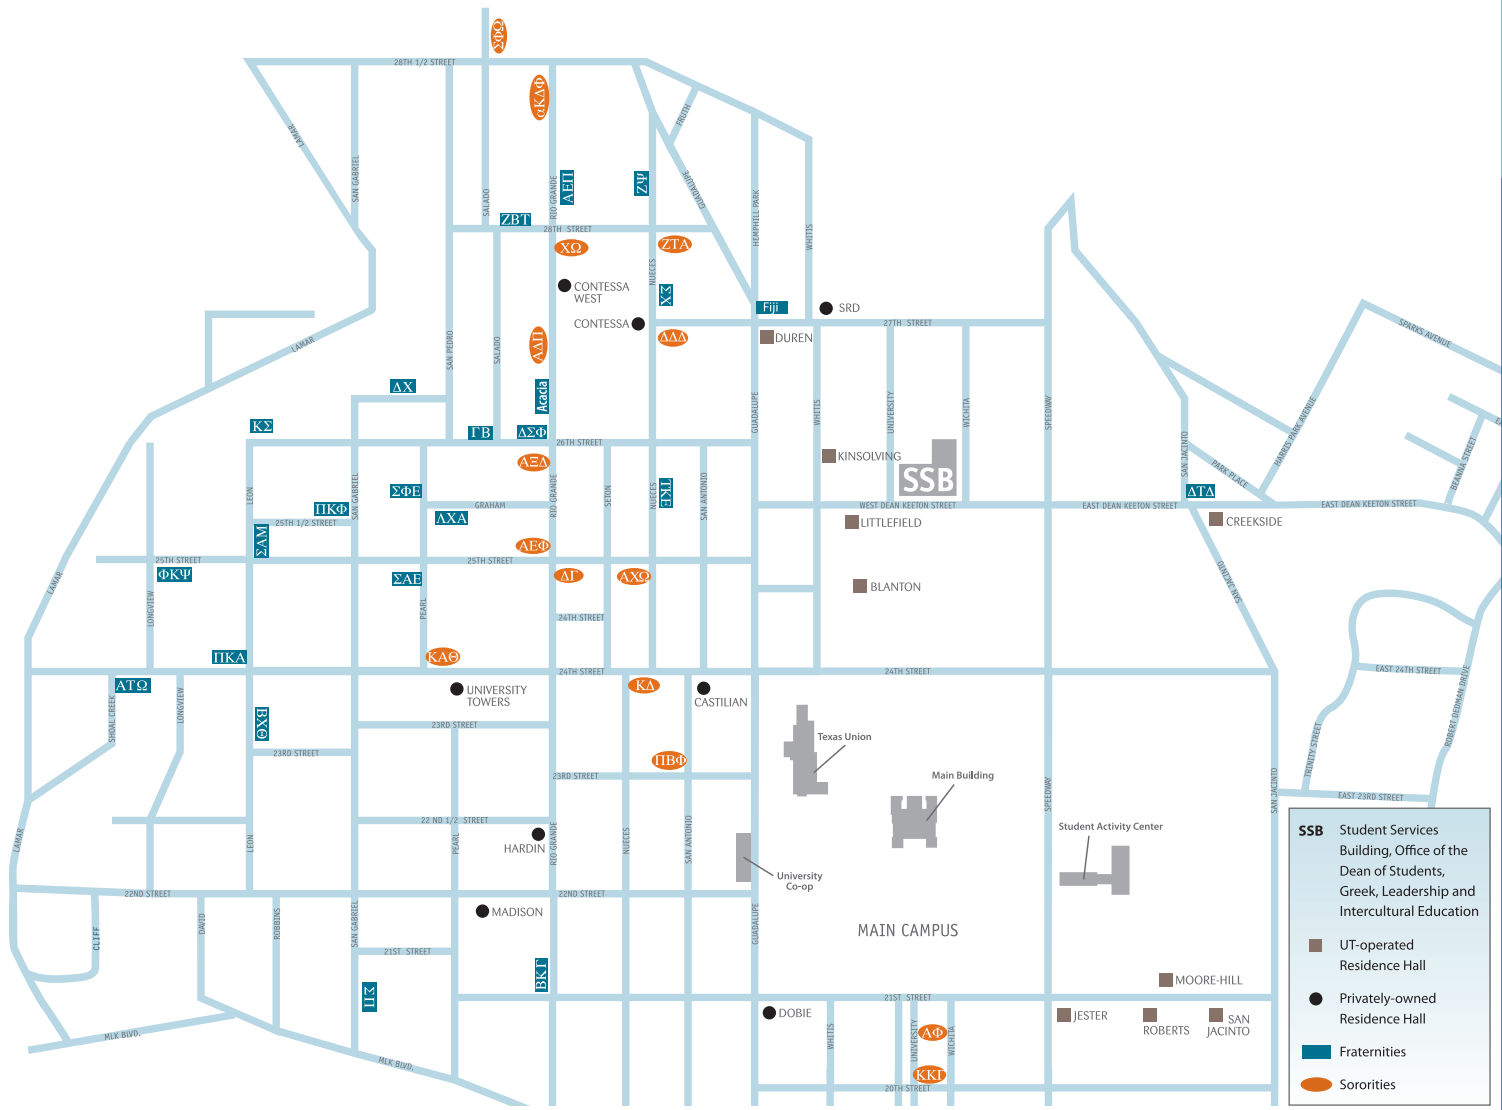 ΣΦΩ
28TH 1/2 STREET
αΚΔΦ
FRUTH
LAMAR
SAN GABRIEL
SALADO
RIO GRANDE
ΑΕΠ
ΖΨ
GUADALUPE
HEMPHILL PARK
WHITIS
ΖΒΤ
28TH STREET
ΧΩ
ΖΤΑ
NUECES
CONTESSA
WEST
ΣΧ
Fiji
SRD
CONTESSA
27TH STREET
ΔΔΔ
DUREN
LAMAR
SAN PEDRO
SALADO
ΑΔΠ
SPARKS AVENUE
ΔΧ
Acacia
GUADALUPE
WHITIS
UNIVERSITY
WICHITA
SPEEDWAY
HARRIS PARK AVENUE
ΚΣ
ΓΒ
ΔΣΦ
26TH STREET
SAN JACINTO
BEANNA STREET
ΑΞΔ
KINSOLVING
PARK PLACE
SSB
LEON
SAN GABRIEL
ΣΦΕ
RIO GRANDE
SETON
NUECES
ΤΚΕ
SAN ANTONIO
ΔΤΔ
ΠΚΦ
GRAHAM
WEST DEAN KEETON STREET
EAST DEAN KEETON STREET
EAST DEAN KEETON STREET
25TH 1/2 STREET
ΛΧΑ
LITTLEFIELD
CREEKSIDE
ΣΑΜ
ΑΕΦ
25TH STREET
25TH STREET
LAMAR
ΦΚΨ
ΣΑΕ
ΔΓ
ΑΧΩ
BLANTON
SAN JACINTO
LONGVIEW
PEARL
24TH STREET
ΠΚΑ
ΚΑΘ
24TH STREET
24TH STREET
EAST 24TH STREET
ΑΤΩ
UNIVERSITY
TOWERS
ΚΔ
CASTILIAN
SHOAL CREEK
LONGVIEW
ΒΧΘ
23RD STREET
Texas Union
ROBERT DEDMAN DRIVE
TRINITY STREET
23RD STREET
ΠΒΦ
23RD STREET
Main Building
SPEEDWAY
SAN JACINTO
EAST 23RD STREET
22 ND 1/2 STREET
Student Activity Center
LAMAR
LEON
PEARL
HARDIN
RIO GRANDE
NUECES
SAN ANTONIO
University
Co-op
22ND STREET
22ND STREET
MADISON
CLIFF
DAVID
ROBBINS
SAN GABRIEL
GUADALUPE
MAIN CAMPUS
21ST STREET
ΣΠ
ΒΚΓ
MOORE-HILL
21ST STREET
DOBIE
JESTER
ROBERTS
SAN
JACINTO
MLK BLVD.
MLK BLVD.
WHITIS
UNIVERSITY
ΑΦ
WICHITA
ΚΚΓ
20TH STREET
SSB Student Services
Building, Office of the
Dean of Students,
Greek, Leadership and
Intercultural Education
UT-operated
Residence Hall
Privately-owned
Residence Hall
Fraternities
Sororities